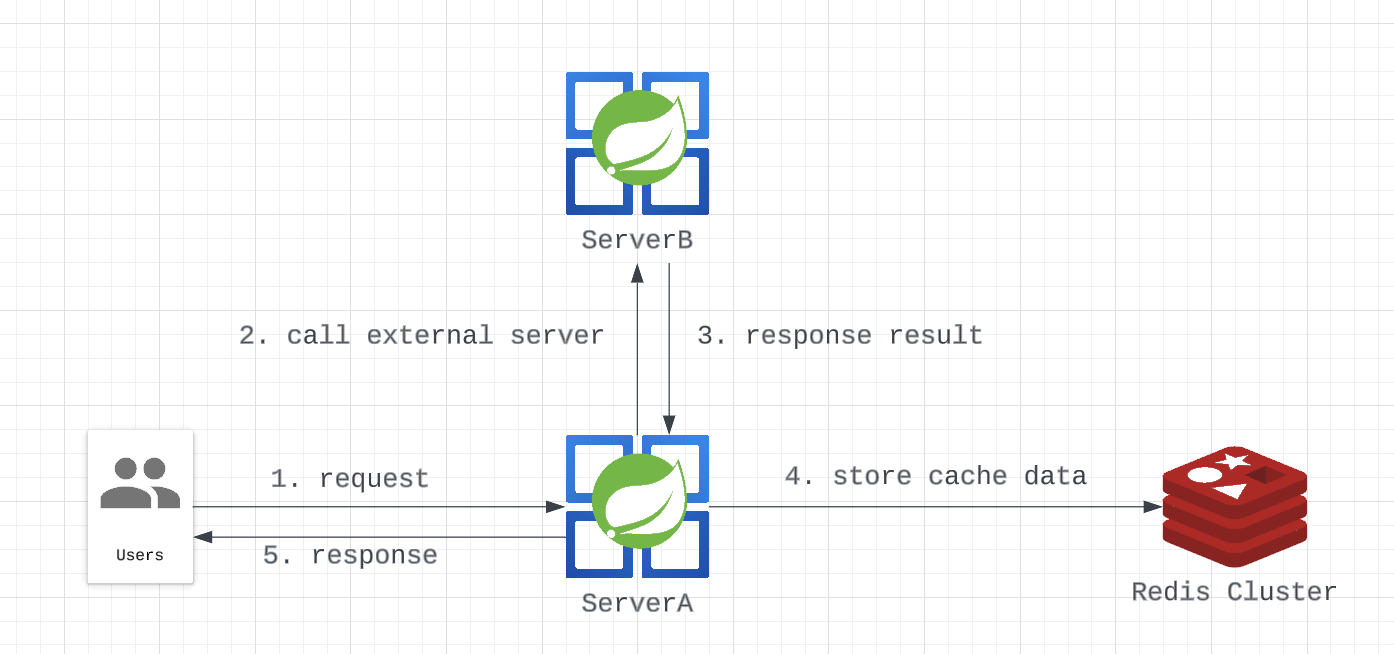 ServerB
2. call external server
3. response result
1. request
4. store cache data
Users
5. response
ServerA
Redis Cluster